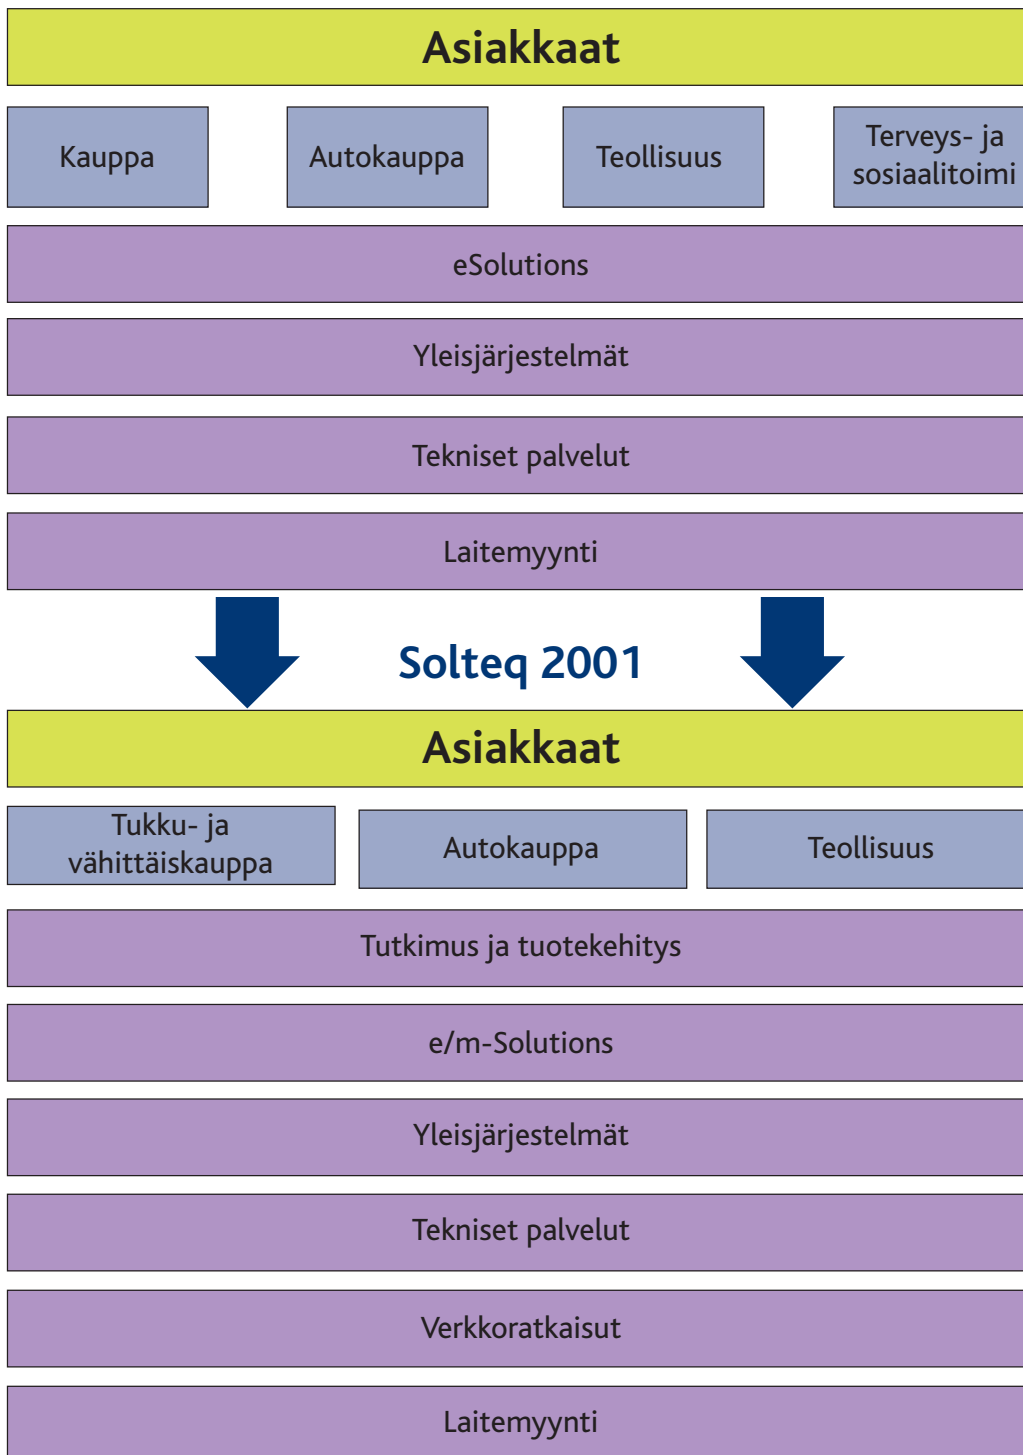 Asiakkaat
Kauppa
Autokauppa
Teollisuus
Terveys- ja
sosiaalitoimi
eSolutions
Yleisjärjestelmät
Tekniset palvelut
Laitemyynti
Solteq 2001
Asiakkaat
Tukku- ja
vähittäiskauppa
Autokauppa
Teollisuus
Tutkimus ja tuotekehitys
e/m-Solutions
Yleisjärjestelmät
Tekniset palvelut
Verkkoratkaisut
Laitemyynti